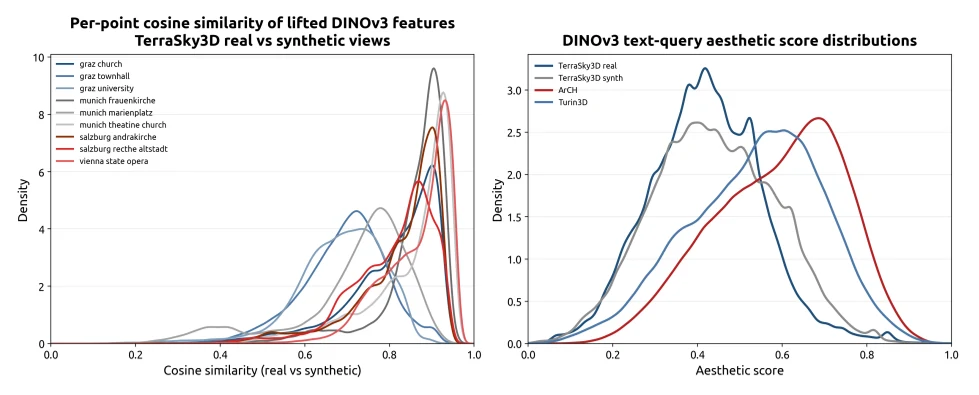 Per-point cosine similarity of lifted DINOv3 features
TerraSky3D real vs synthetic views
10
8
6
4
2
0
Density
graz church
graz townhall
graz university
munich frauenkirche
munich marienplatz
munich theatine church
salzburg andrakirche
salzburg recthe altstadt
vienna state opera
0.0 0.2 0.4 0.6 0.8 1.0
Cosine similarity (real vs synthetic)
DINOv3 text-query aesthetic score distributions
3.0
2.5
2.0
1.5
1.0
0.5
0.0
Density
TerraSky3D real
TerraSky3D synth
ArCH
Turin3D
0.0 0.2 0.4 0.6 0.8 1.0
Aesthetic score